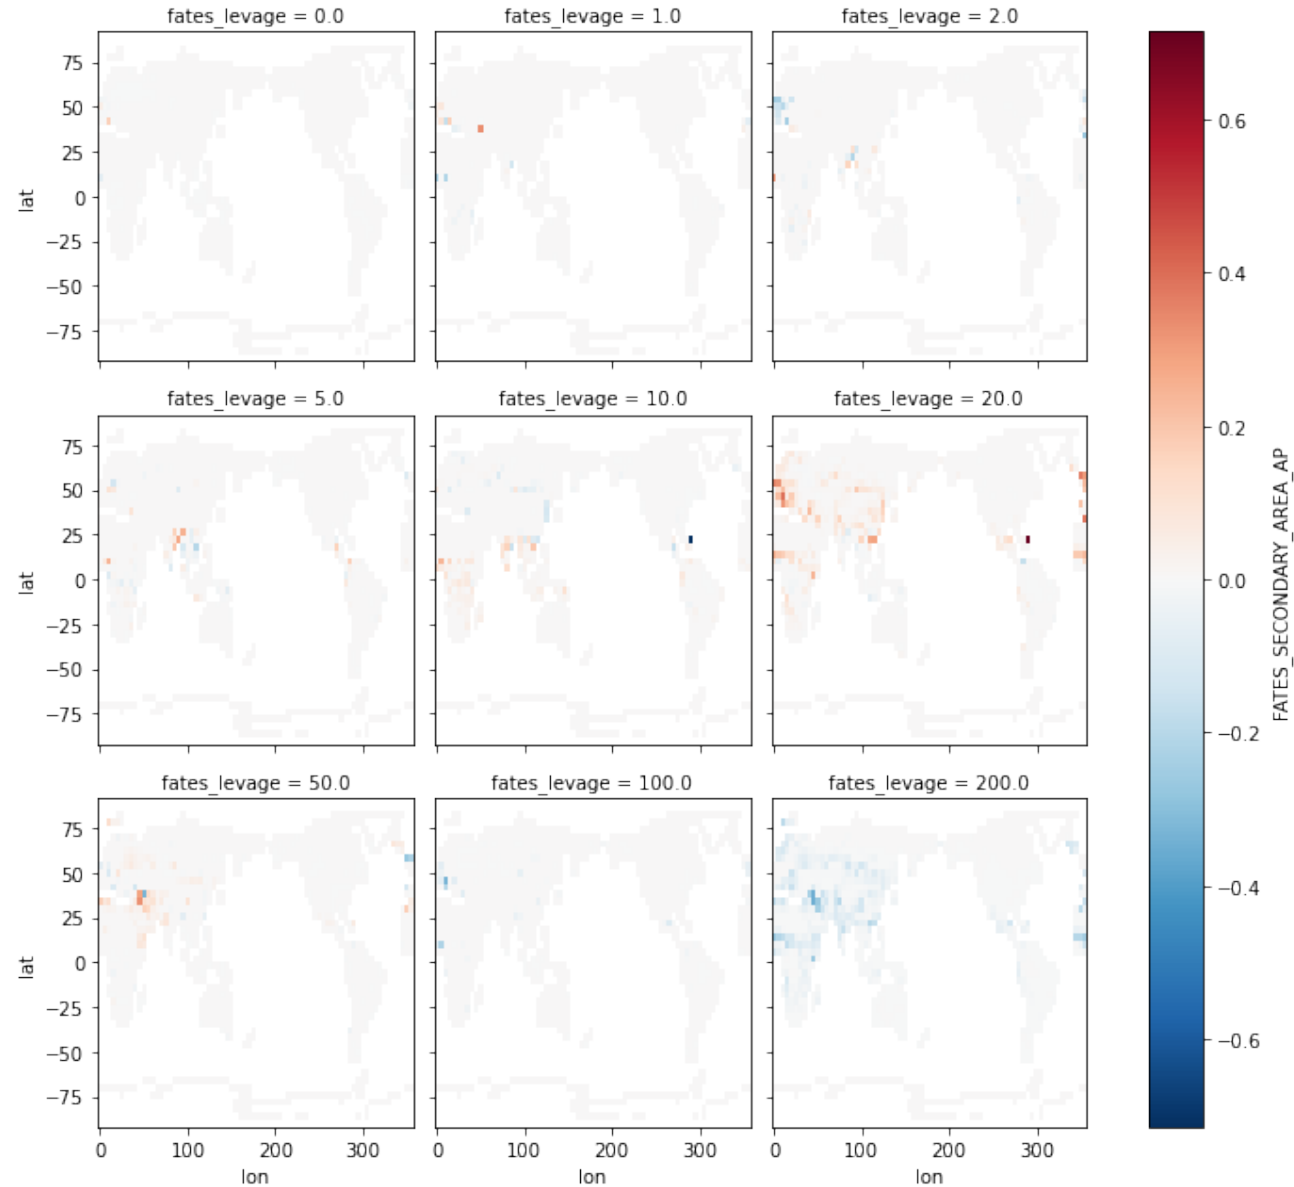 fates_levage = 0.0
fates_levage = 1.0
fates_levage = 2.0
75
50
25
0
−25
−50
−75
lat
fates_levage = 5.0
fates_levage = 10.0
fates_levage = 20.0
75
50
25
0
−25
−50
−75
lat
fates_levage = 50.0
fates_levage = 100.0
fates_levage = 200.0
75
50
25
0
−25
−50
−75
lat
0
100
200
300
lon
0
100
200
300
lon
0
100
200
300
lon
0.6
0.4
0.2
0.0
−0.2
−0.4
−0.6
FATES_SECONDARY_AREA_AP